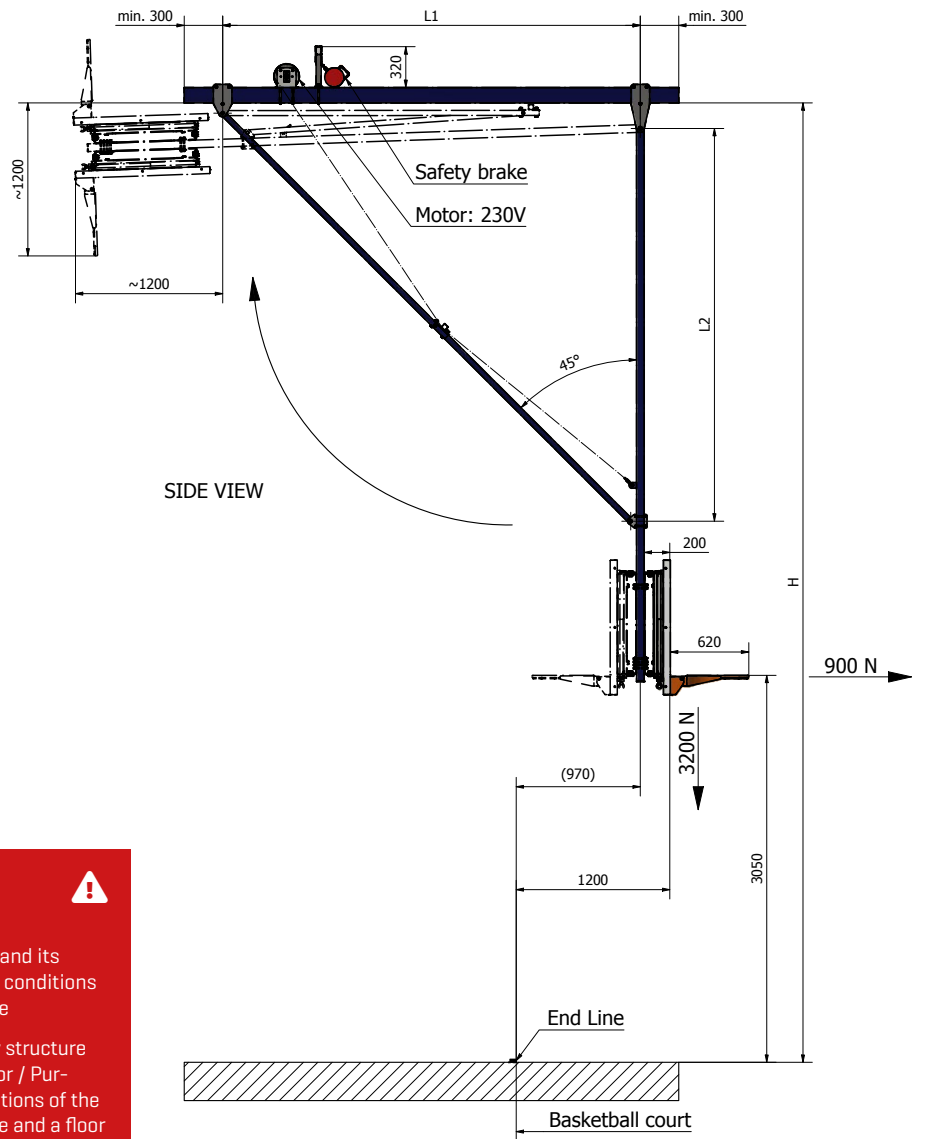 min. 300
L1
min. 300
320
~1200
Safety brake
Motor: 230V
~1200
L2
45°
SIDE VIEW
200
H
620
900 N
3200 N
(970)
3050
1200
and its
conditions
e
structure
or / Pur-
tions of the
e and a floor
End Line
Basketball court